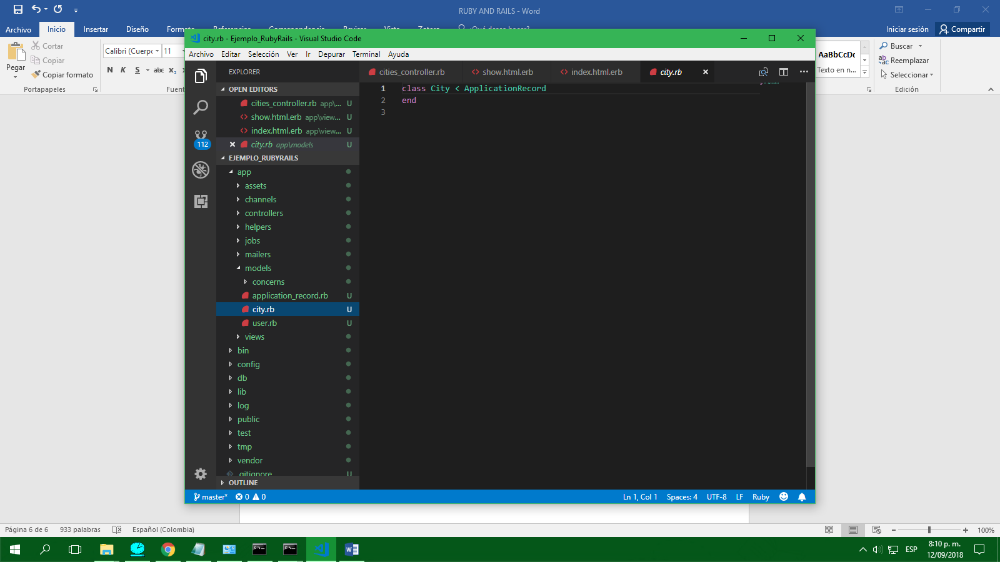 RUBY AND RAILS - Word
Archivo Inicio Insertar Diseño
Iniciar sesión Compartir
Pegar
Cortar
Copiar
Copiar formato
Portapapeles
Calibri (Cuerpo 11
N K S abc x₂
Fuent
AaBbCcDc
Texto en n...
Buscar
Reemplazar
Seleccionar
Edición
city.rb - Ejemplo_RubyRails - Visual Studio Code
Archivo Editar Selección Ver Ir Depurar Terminal Ayuda
EXPLORER
OPEN EDITORS
cities_controller.rb app\... U
show.html.erb app\view... U
index.html.erb app\view... U
city.rb app\models U
EJEMPLO_RUBYRAILS
app
assets
channels
controllers
helpers
jobs
mailers
models
concerns
application_record.rb U
city.rb U
user.rb U
views
bin
config
db
lib
log
public
test
tmp
vendor
.gitignore U
OUTLINE
112
cities_controller.rb show.html.erb index.html.erb city.rb
1 class City < ApplicationRecord
2 end
3
master* 0 0
Ln 1, Col 1 Spaces: 4 UTF-8 LF Ruby
Página 6 de 6 933 palabras Español (Colombia)
100%
ESP
8:10 p. m.
12/09/2018